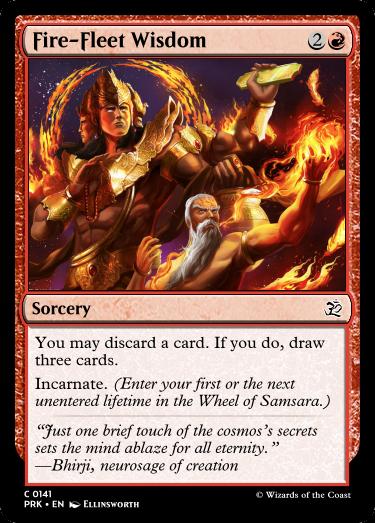 Fire-Fleet Wisdom 2
Sorcery
You may discard a card. If you do, draw
three cards.
Incarnate. (Enter your first or the next
unentered lifetime in the Wheel of Samsara.)
“Just one brief touch of the cosmos's secrets
sets the mind ablaze for all eternity.”
—Bhirji, neurosage of creation
C 0141
PRK • EN ELLINSWORTH
© Wizards of the Coast